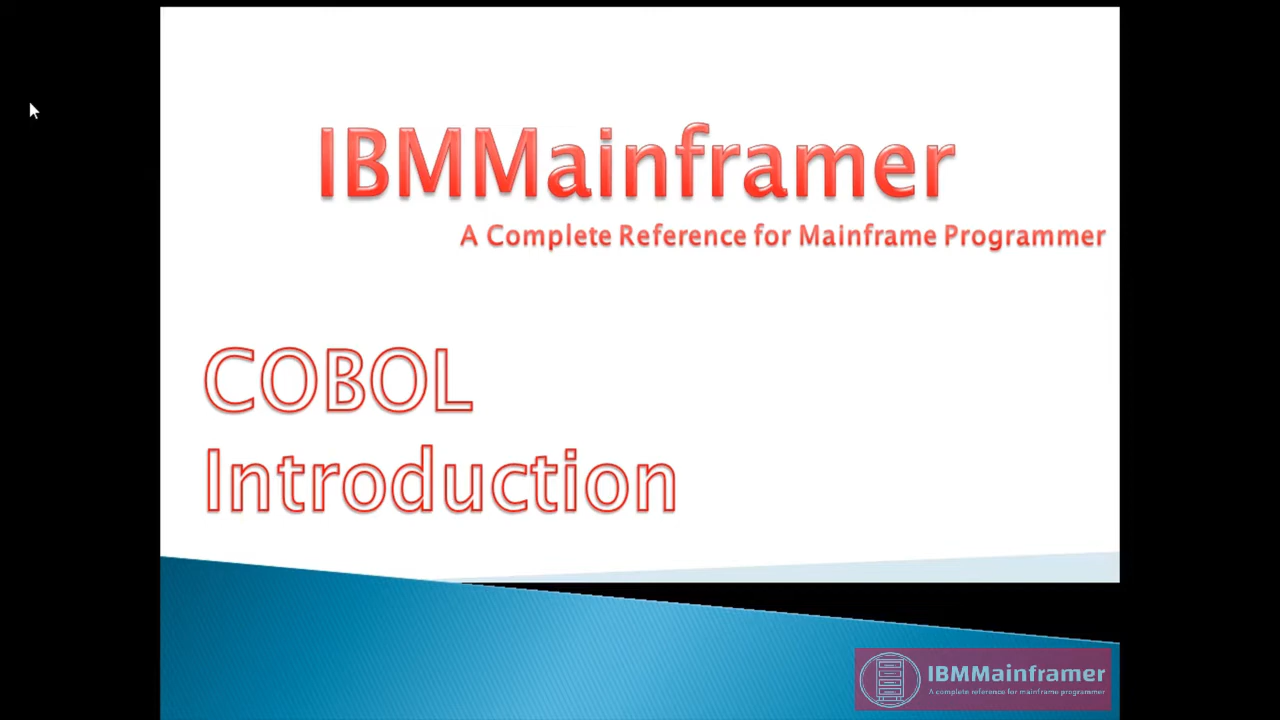 IBMMainframer
A Complete Reference for Mainframe Programmer
COBOL
Introduction
IBMMainframer
A complete reference for mainframe programmer